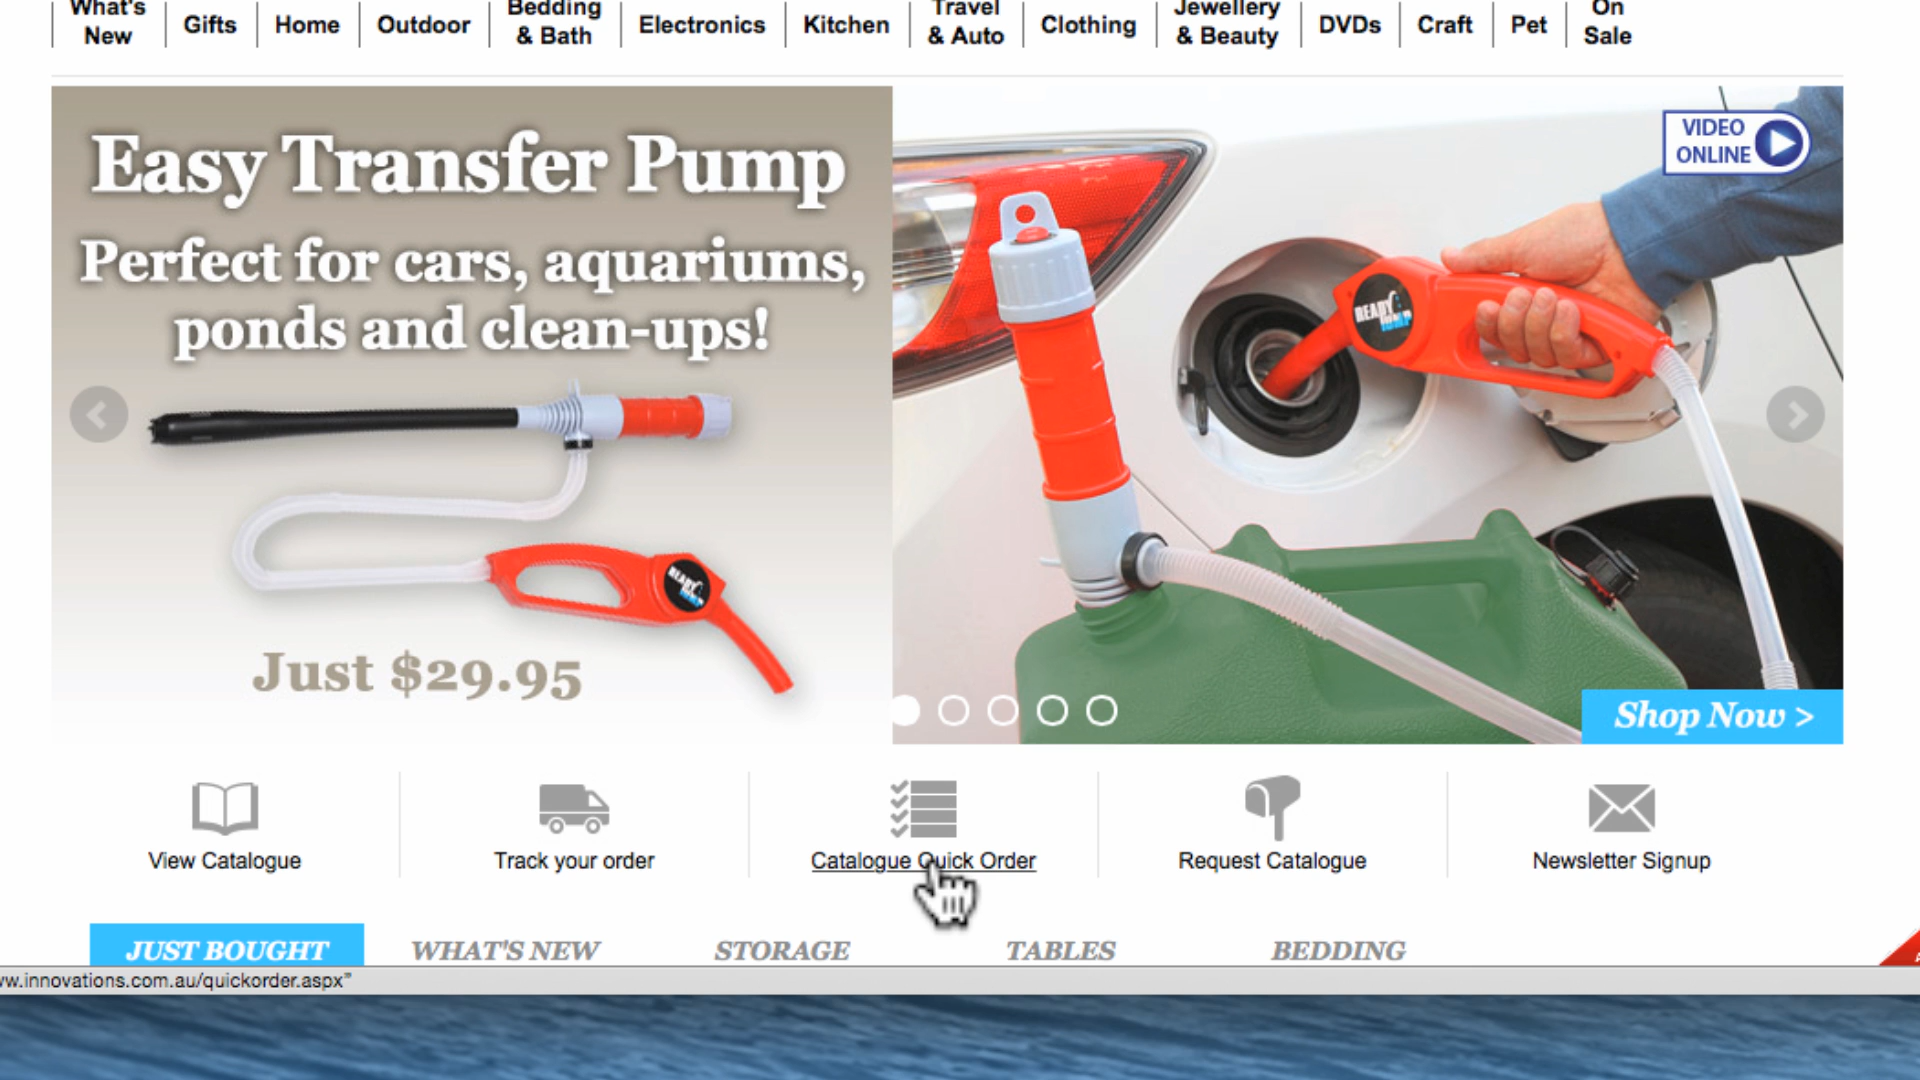 What's New
Gifts
Home
Outdoor
Bedding & Bath
Electronics
Kitchen
Travel & Auto
Clothing
Jewellery & Beauty
DVDs
Craft
Pet
On Sale
Easy Transfer Pump
Perfect for cars, aquariums,
ponds and clean-ups!
Just $29.95
VIDEO
ONLINE
READY
READY
Shop Now >
View Catalogue
Track your order
Catalogue Quick Order
Request Catalogue
Newsletter Signup
JUST BOUGHT
WHAT'S NEW
STORAGE
TABLES
BEDDING
w.innovations.com.au/quickorder.aspx"